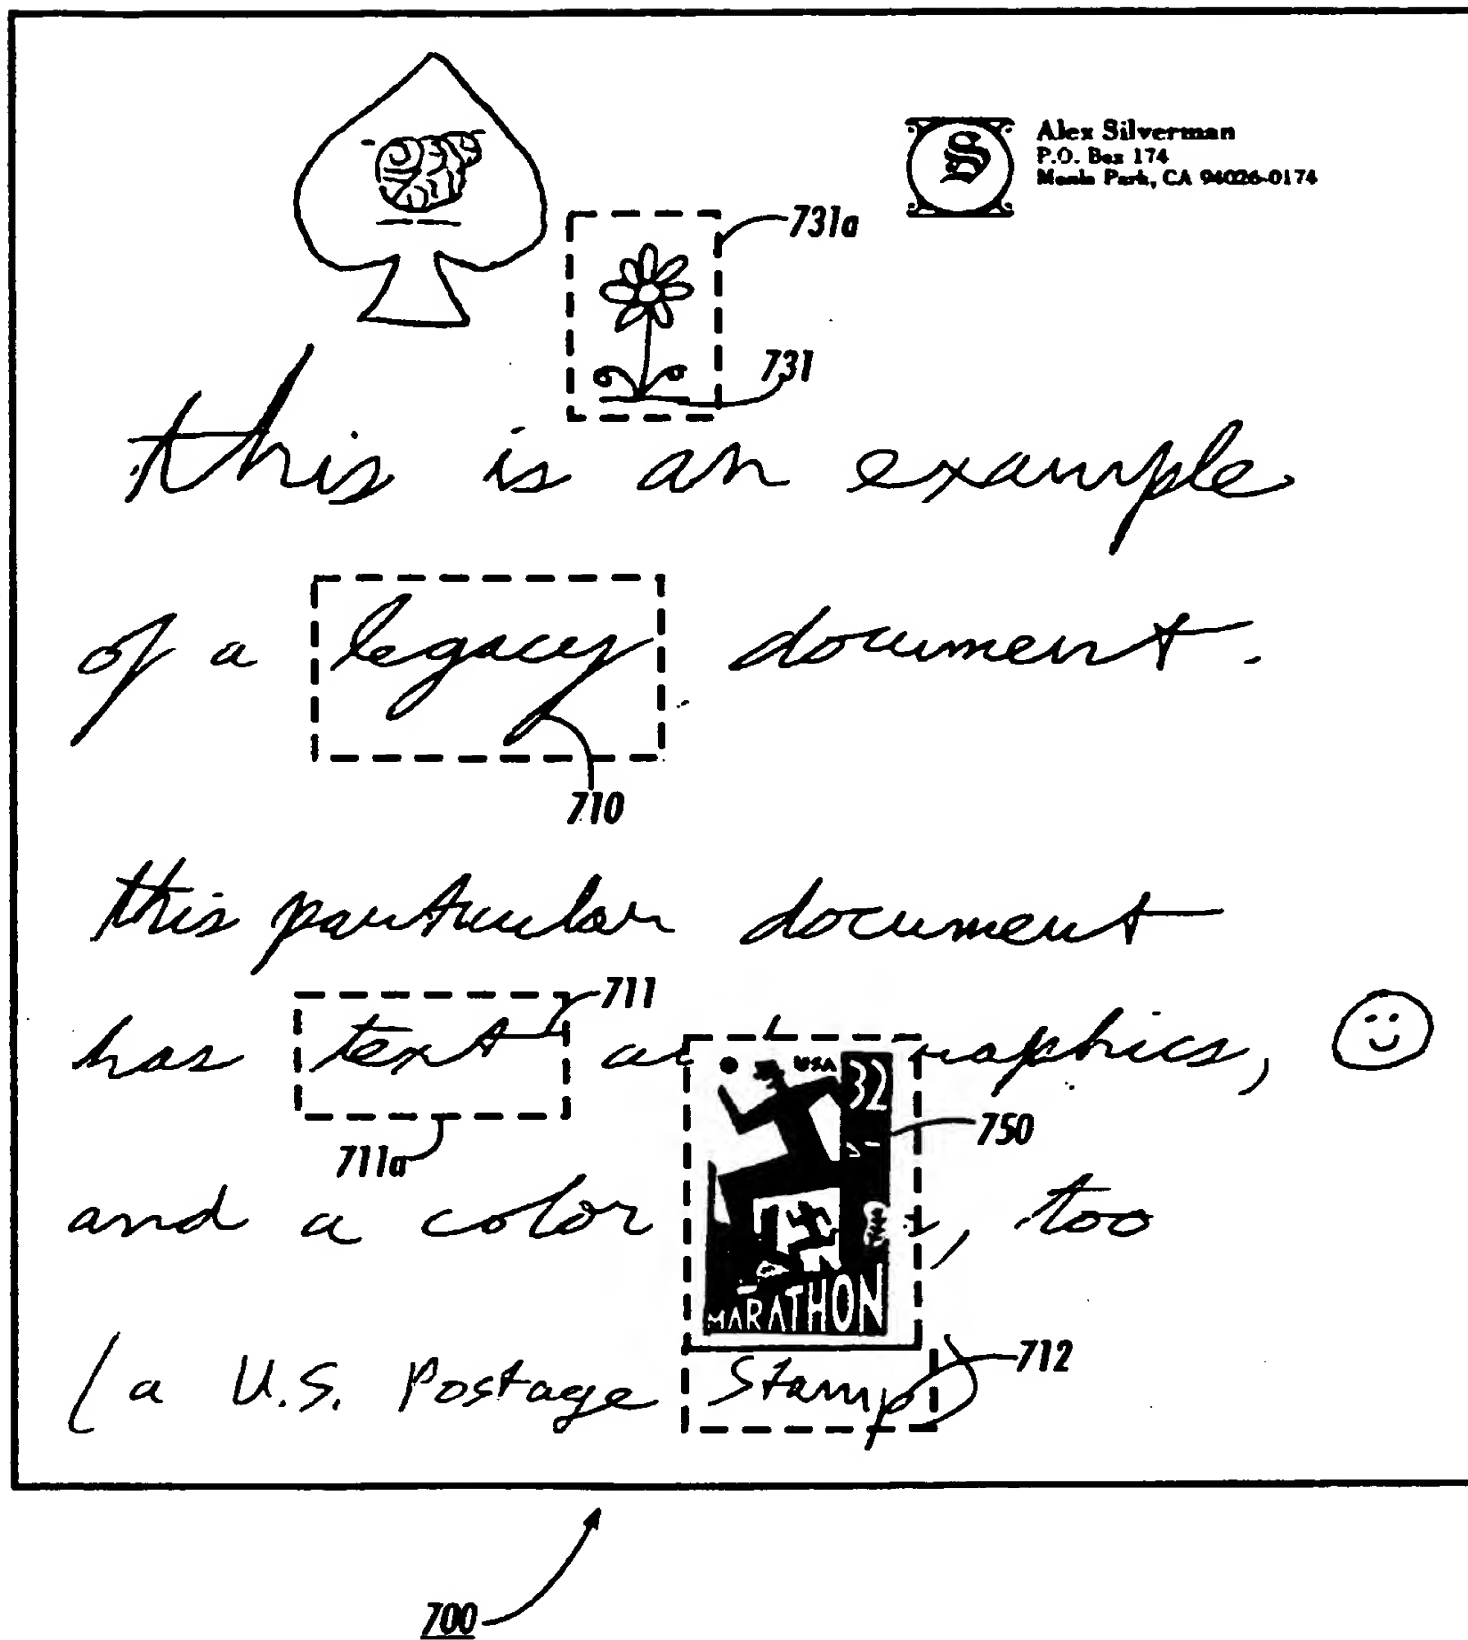 S
Alex Silverman
P.O. Box 174
Menlo Park, CA 94026-0174
731a
731
this is an example
of a legacy document.
710
this particular document
711
has text graphics,
USA
32
750
711a
and a color , too
MARATHON
712
(a U.S. Postage Stamp)
700